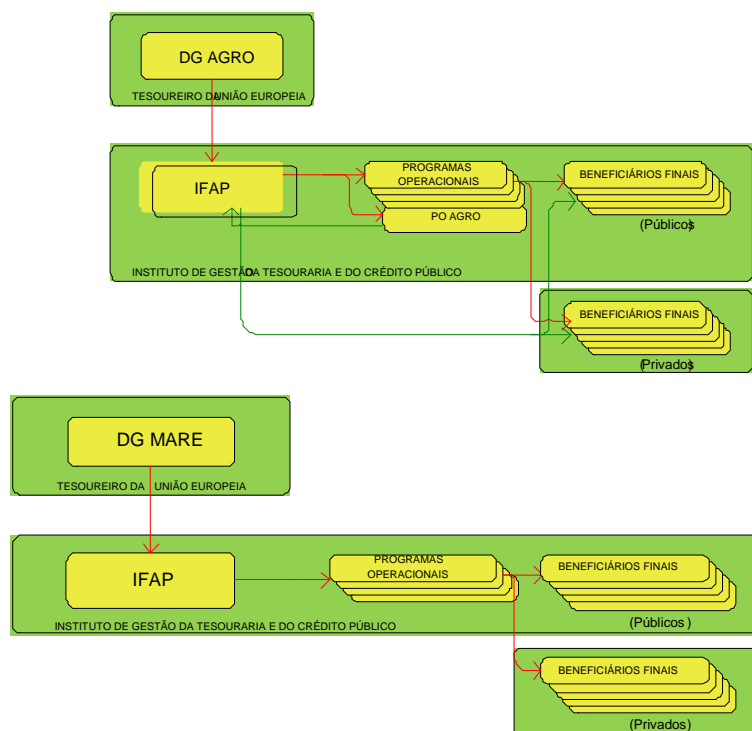 DG AGRO
TESOUREIRO DA UNIÃO EUROPEIA
IFAP
PROGRAMAS
OPERACIONAIS
PO AGRO
BENEFICIÁRIOS FINAIS
(Públicos)
INSTITUTO DE GESTÃO DA TESOURARIA E DO CRÉDITO PÚBLICO
BENEFICIÁRIOS FINAIS
(Privados)
DG MARE
TESOUREIRO DA UNIÃO EUROPEIA
IFAP
PROGRAMAS
OPERACIONAIS
BENEFICIÁRIOS FINAIS
(Públicos )
INSTITUTO DE GESTÃO DA TESOURARIA E DO CRÉDITO PÚBLICO
BENEFICIÁRIOS FINAIS
(Privados)